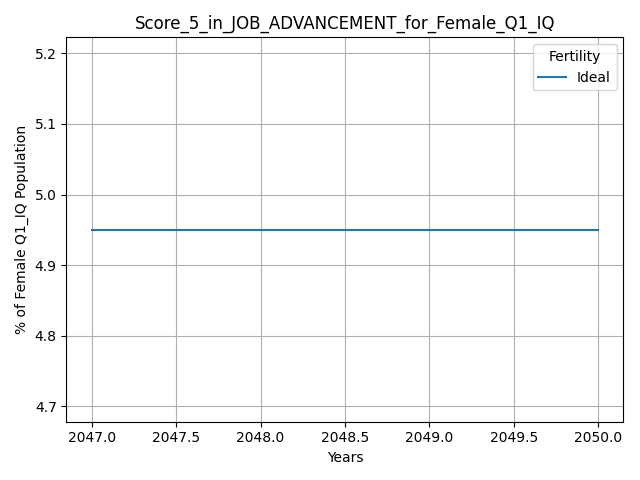 Score_5_in_JOB_ADVANCEMENT_for_Female_Q1_IQ
Fertility
Ideal
% of Female Q1_IQ Population
5.2
5.1
5.0
4.9
4.8
4.7
2047.0 2047.5 2048.0 2048.5 2049.0 2049.5 2050.0
Years